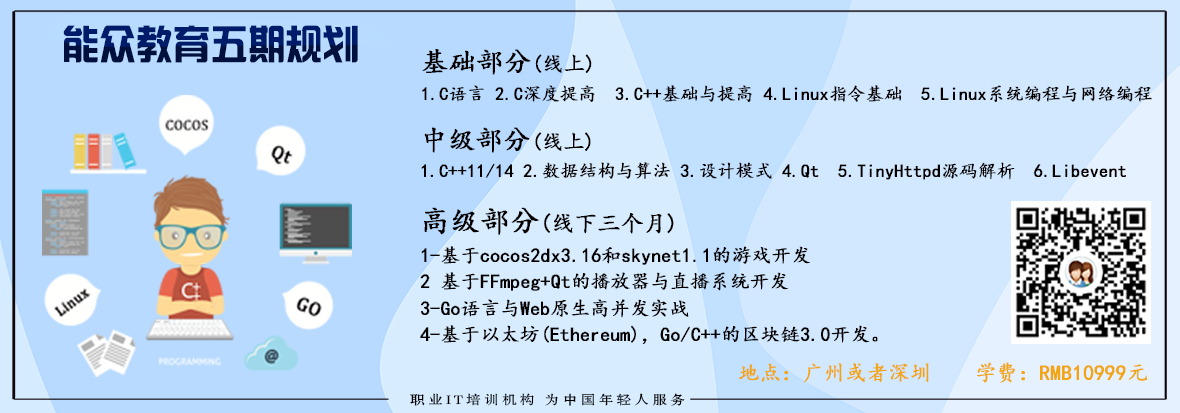 能众教育五期规划
COCOS
Qt
Linux
GO
@
PROGRAMMING
基础部分(线上)
1.C语言 2.C深度提高 3.C++基础与提高 4.Linux指令基础 5.Linux系统编程与网络编程
中级部分(线上)
1.C++11/14 2.数据结构与算法 3.设计模式 4.Qt 5.TinyHttpd源码解析 6.Libevent
高级部分(线下三个月)
1-基于cocos2dx3.16和skynet1.1的游戏开发
2 基于FFmpeg+Qt的播放器与直播系统开发
3-Go语言与Web原生高并发实战
4-基于以太坊(Ethereum)，Go/C++的区块链3.0开发。
地点：广州或者深圳 学费：RMB10999元
职业IT培训机构 为中国年轻人服务